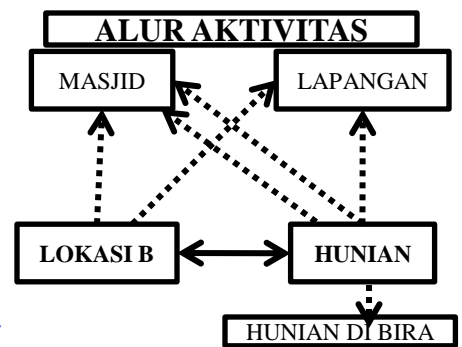 ALUR AKTIVITAS
MASJID
LAPANGAN
LOKASI B
HUNIAN
HUNIAN DI BIRA